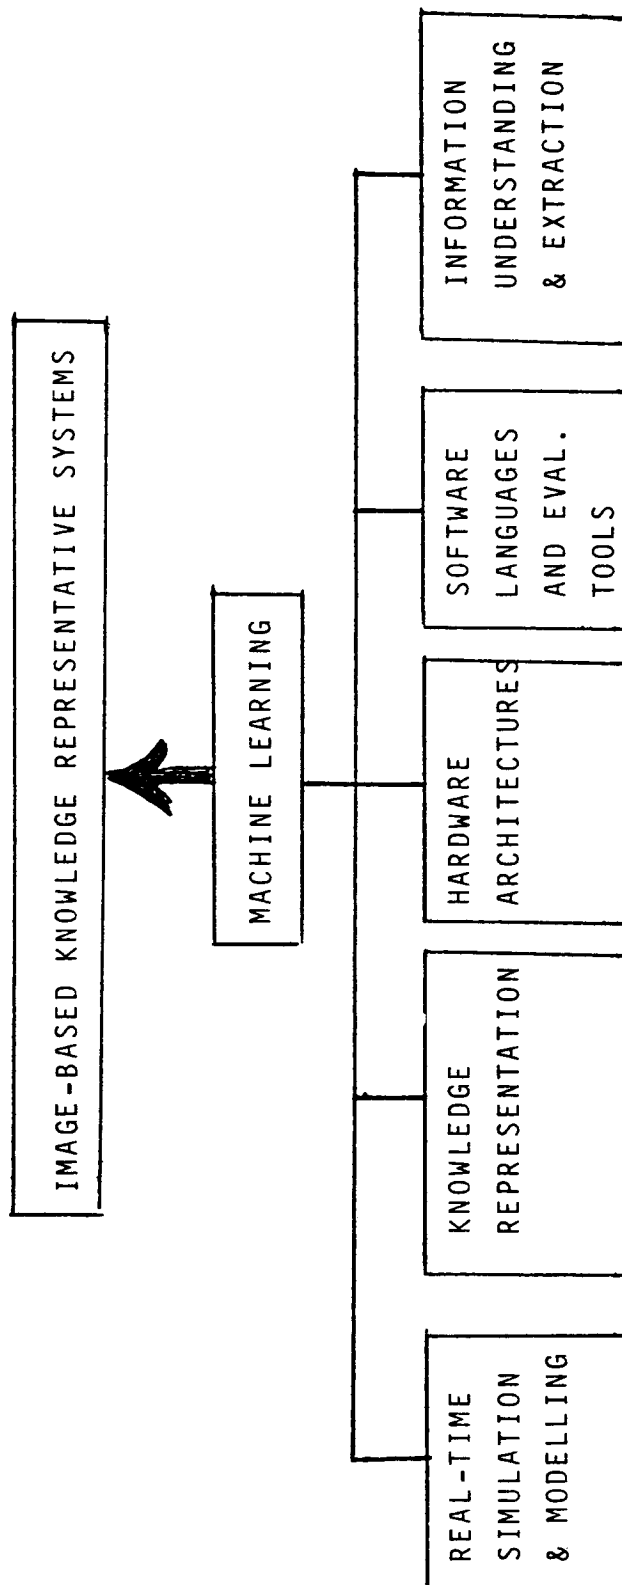 IMAGE-BASED KNOWLEDGE REPRESENTATIVE SYSTEMS
MACHINE LEARNING
REAL-TIME
SIMULATION
& MODELLING
KNOWLEDGE
REPRESENTATION
HARDWARE
ARCHITECTURES
SOFTWARE
LANGUAGES
AND EVAL.
TOOLS
INFORMATION
UNDERSTANDING
& EXTRACTION